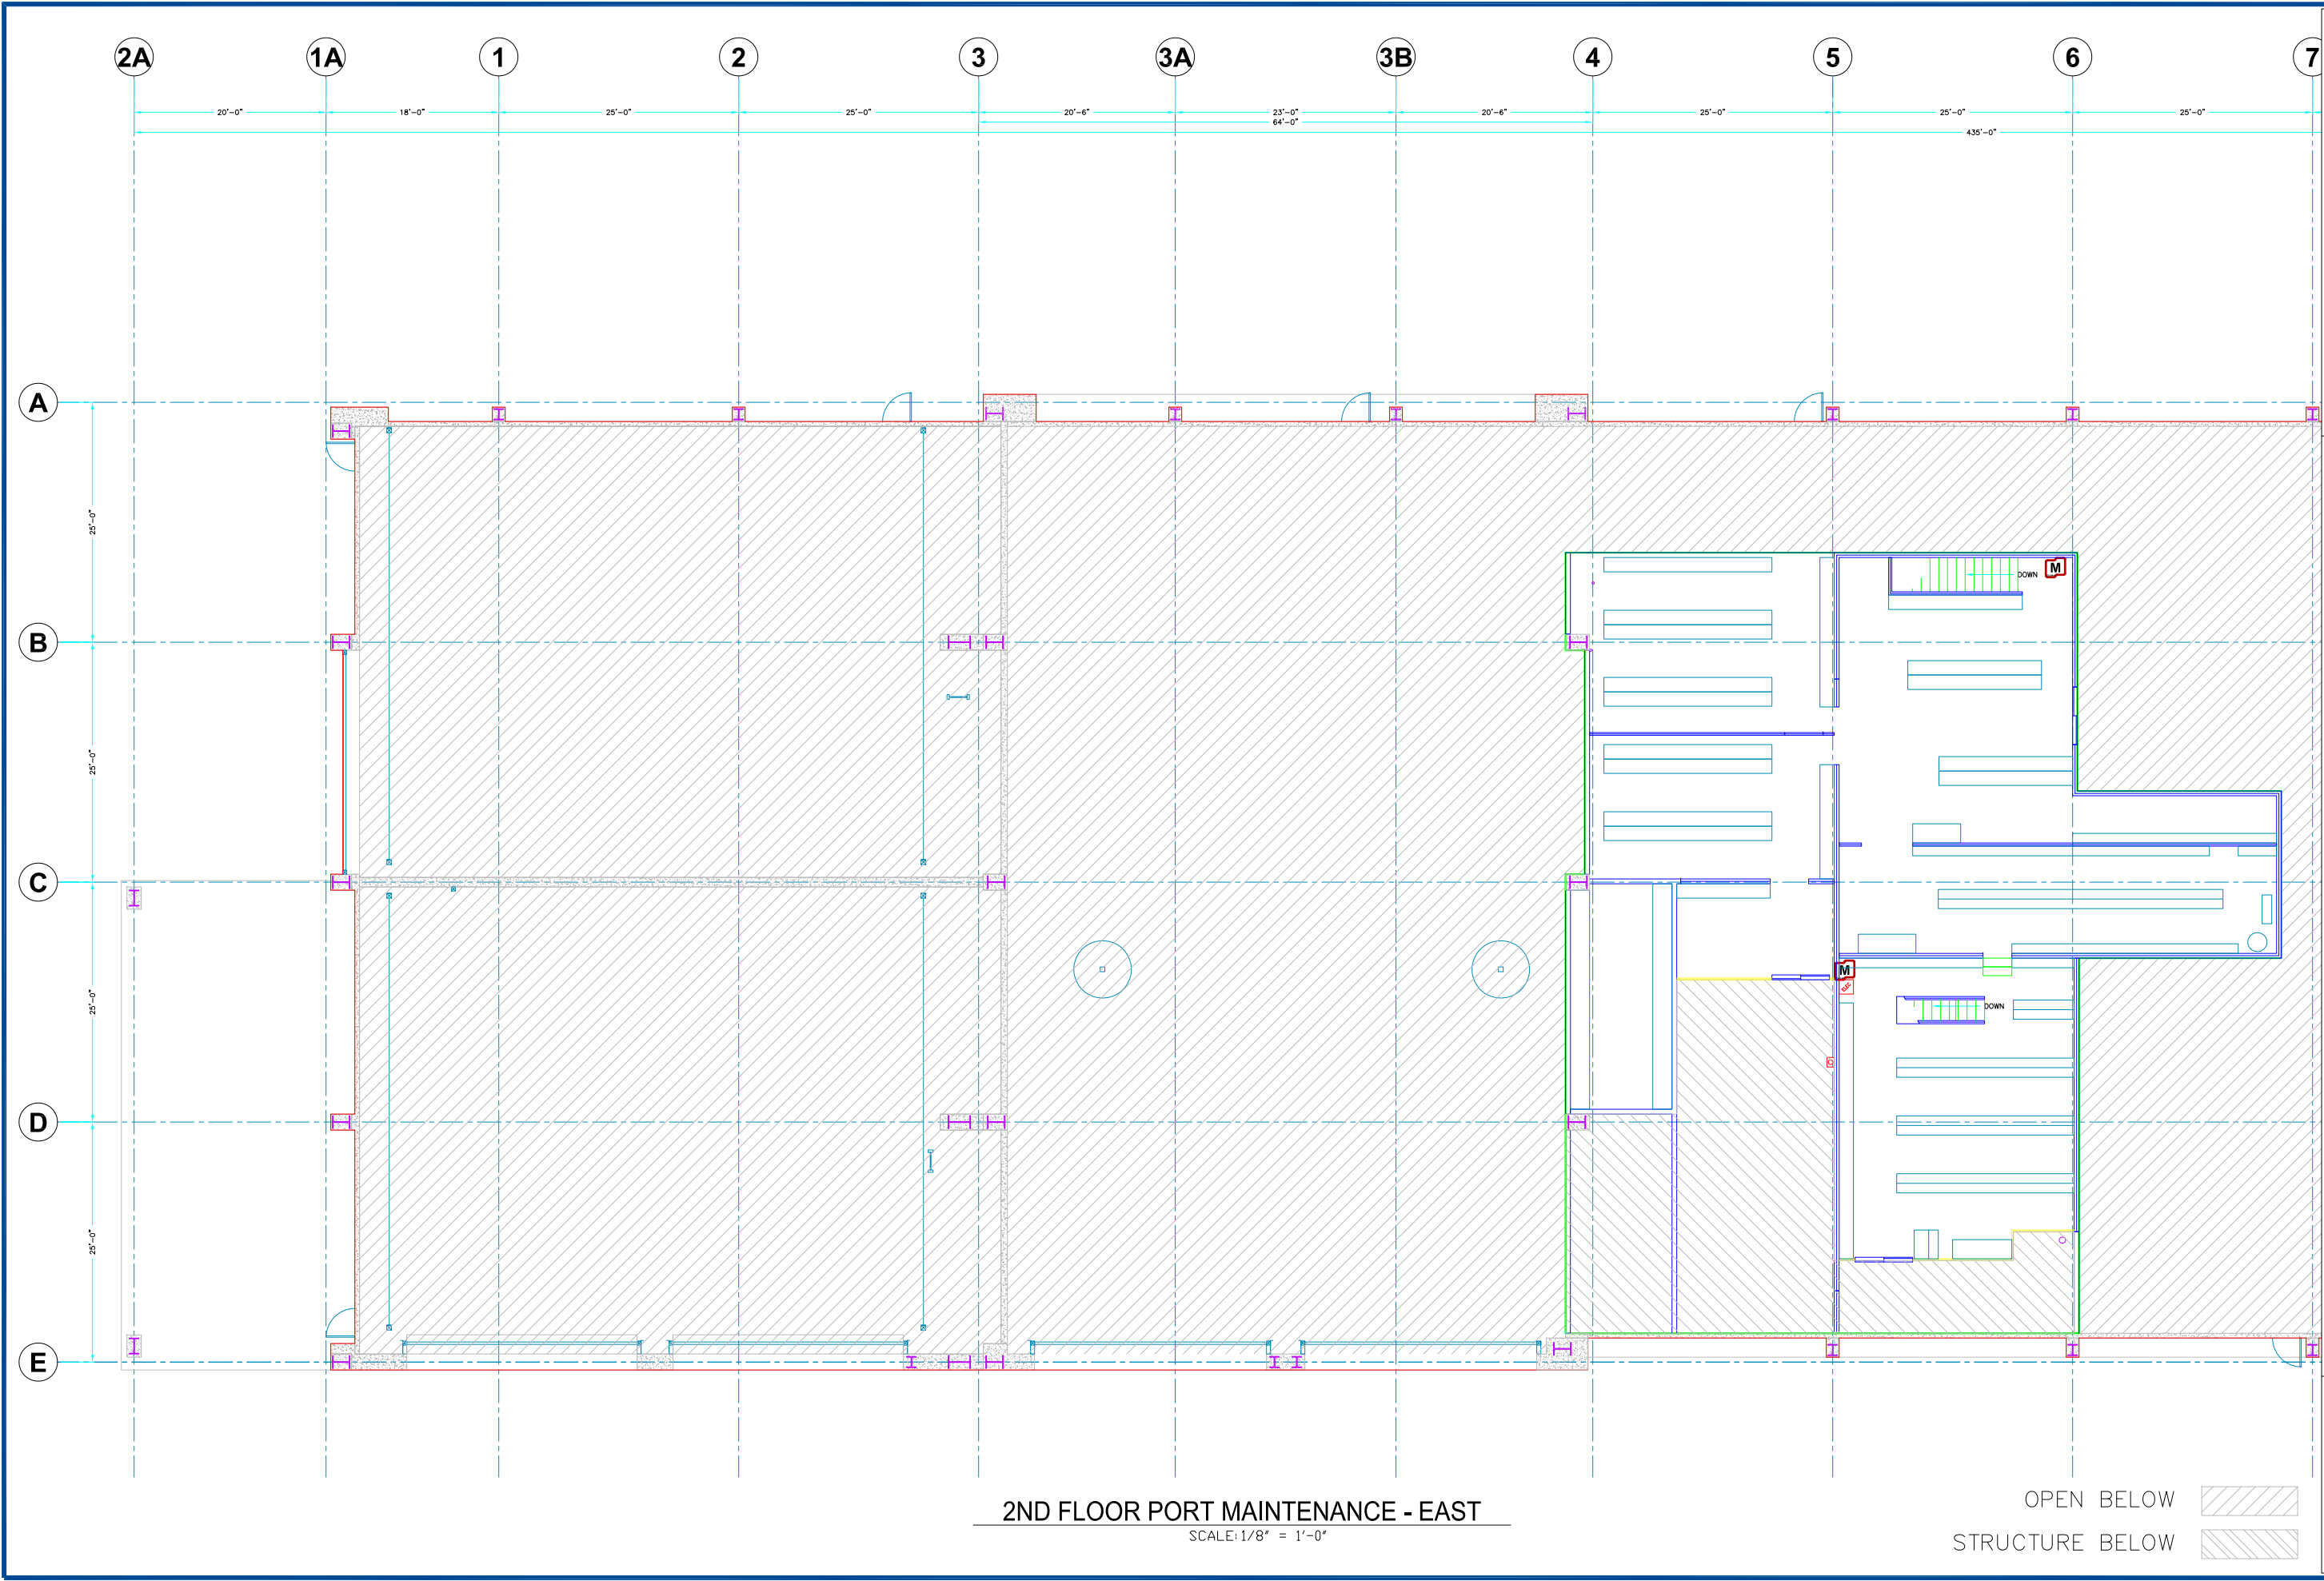 2A 1A 1 2 3 3A 3B 4 5 6 7
20'-0" 18'-0" 25'-0" 25'-0" 20'-6" 23'-0" 20'-6" 25'-0" 25'-0" 25'-0"
64'-0"
435'-0"
A
25'-0"
DOWN M
B
25'-0"
C
M
ELEC
25'-0"
DOWN
D
25'-0"
E
OPEN BELOW
2ND FLOOR PORT MAINTENANCE - EAST
SCALE:1/8" = 1'-0"
STRUCTURE BELOW